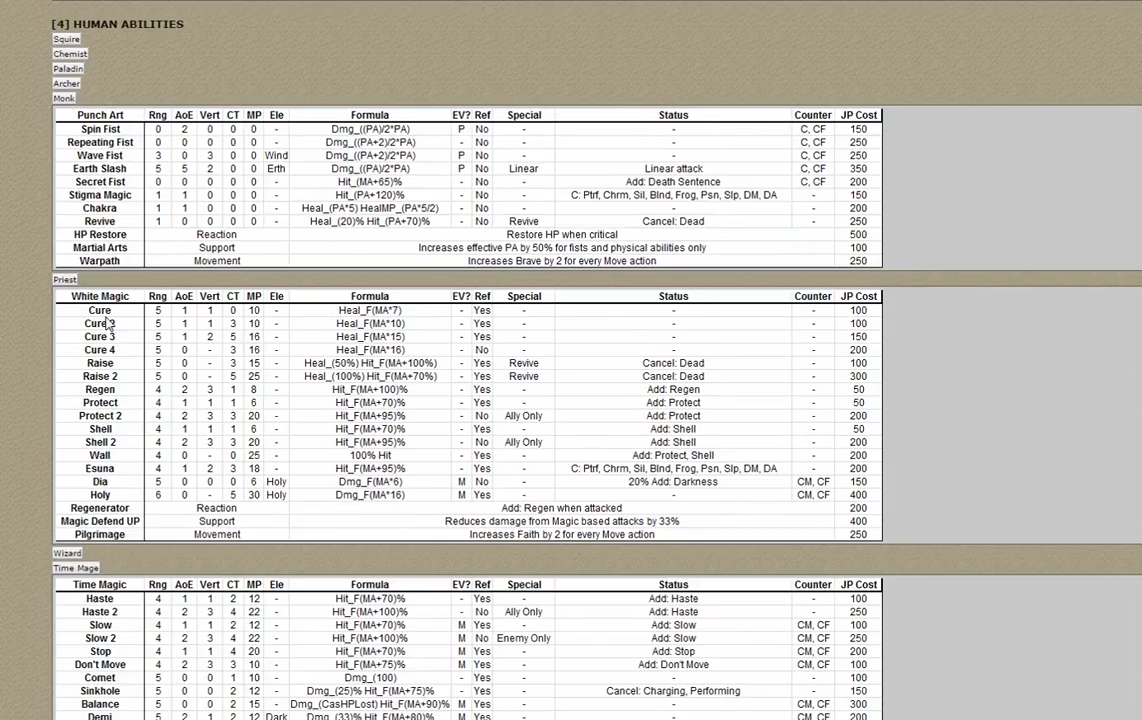 [4] HUMAN ABILITIES
Squire
Chemist
Paladin
Archer
Monk
Punch Art Rng AoE Vert CT MP Ele Formula EV? Ref Special Status Counter JP Cost
Spin Fist 0 2 0 0 0 - Dmg_((PA)/2*PA) P No - - C, CF 150
Repeating Fist 0 0 0 0 0 - Dmg_((PA+2)/2*PA) - No - - C, CF 250
Wave Fist 3 0 3 0 0 Wind Dmg_((PA+2)/2*PA) P No - - C, CF 250
Earth Slash 5 5 2 0 0 Erth Dmg_((PA)/2*PA) P No Linear Linear attack C, CF 350
Secret Fist 0 0 0 0 0 - Hit_(MA+65)% - No - Add: Death Sentence C, CF 200
Stigma Magic 1 1 0 0 0 - Hit_(PA+120)% - No - C: Ptrf, Chrm, Sil, Blnd, Frog, Psn, Slp, DM, DA - 150
Chakra 1 1 0 0 0 - Heal_(PA*5) HealMP_(PA*5/2) - No - - - 200
Revive 1 0 0 0 0 - Heal_(20)% Hit_(PA+70)% - No Revive Cancel: Dead - 250
HP Restore Reaction Restore HP when critical 500
Martial Arts Support Increases effective PA by 50% for fists and physical abilities only 100
Warpath Movement Increases Brave by 2 for every Move action 250
Priest
White Magic Rng AoE Vert CT MP Ele Formula EV? Ref Special Status Counter JP Cost
Cure 5 1 1 0 10 - Heal_F(MA*7) - Yes - - - 100
Cure 5 1 1 3 10 - Heal_F(MA*10) - Yes - - - 100
Cure 3 5 1 2 5 16 - Heal_F(MA*15) - Yes - - - 200
Cure 4 5 0 - 3 16 - Heal_F(MA*16) - No - - - 200
Raise 5 0 - 3 15 - Heal_(50%) Hit_F(MA+100%) - Yes Revive Cancel: Dead - 100
Raise 2 5 0 - 5 25 - Heal_(100%) Hit_F(MA+70%) - Yes Revive Cancel: Dead - 300
Regen 4 2 3 1 8 - Hit_F(MA+100)% - Yes - Add: Regen - 50
Protect 4 1 1 1 6 - Hit_F(MA+70)% - Yes - Add: Protect - 50
Protect 2 4 2 3 3 20 - Hit_F(MA+95)% - No Ally Only Add: Protect - 200
Shell 4 1 1 1 6 - Hit_F(MA+70)% - Yes - Add: Shell - 50
Shell 2 4 2 3 3 20 - Hit_F(MA+95)% - No Ally Only Add: Shell - 200
Wall 4 0 - 0 25 - 100% Hit - Yes - Add: Protect, Shell - 200
Esuna 4 1 2 3 18 - Hit_F(MA+95)% - Yes - C: Ptrf, Chrm, Sil, Blnd, Frog, Psn, Slp, DM, DA - 200
Dia 5 0 0 0 6 Holy Dmg_F(MA*6) M No - 20% Add: Darkness CM, CF 150
Holy 6 0 - 5 30 Holy Dmg_F(MA*16) M Yes - - CM, CF 400
Regenerator Reaction Add: Regen when attacked 200
Magic Defend UP Support Reduces damage from Magic based attacks by 33% 400
Pilgrimage Movement Increases Faith by 2 for every Move action 250
Wizard
Time Mage
Time Magic Rng AoE Vert CT MP Ele Formula EV? Ref Special Status Counter JP Cost
Haste 4 1 1 2 12 - Hit_F(MA+70)% - Yes - Add: Haste - 100
Haste 2 4 2 3 4 22 - Hit_F(MA+100)% - No Ally Only Add: Haste - 250
Slow 4 1 1 2 12 - Hit_F(MA+70)% M Yes - Add: Slow CM, CF 100
Slow 2 4 2 3 4 22 - Hit_F(MA+100)% M No Enemy Only Add: Slow CM, CF 250
Stop 4 1 1 4 20 - Hit_F(MA+70)% M Yes - Add: Stop CM, CF 200
Don't Move 4 2 3 3 10 - Hit_F(MA+75)% M Yes - Add: Don't Move CM, CF 100
Comet 5 0 0 1 10 - Dmg_(100) - Yes - - CM, CF 200
Sinkhole 5 0 0 2 12 - Dmg_(25)% Hit_F(MA+75)% - Yes - Cancel: Charging, Performing - 150
Balance 5 0 0 2 15 - Dmg_(CasHPLost) Hit_F(MA+90)% M Yes - - CM, CF 300
Demi 5 2 1 2 12 Dark Dmg_(33)% Hit_F(MA+80)% M Yes - - CM, CF 200